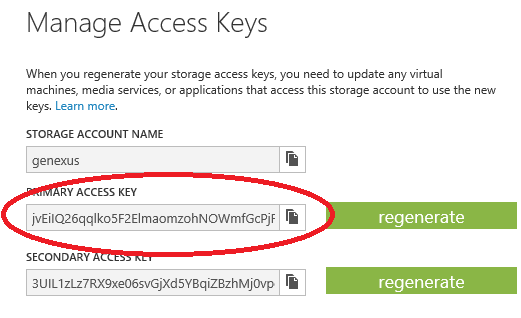 Manage Access Keys
When you regenerate your storage access keys, you need to update any virtual
machines, media services, or applications that access this storage account to use the new
keys. Learn more.
STORAGE ACCOUNT NAME
genexus
PRIMARY ACCESS KEY
jvEiIQ26qqlko5F2ElmaomzohNOWmfGcPjF
regenerate
SECONDARY ACCESS KEY
3UIL1zLz7RX9xe06svGjXd5YBqiZBzhMj0vp
regenerate